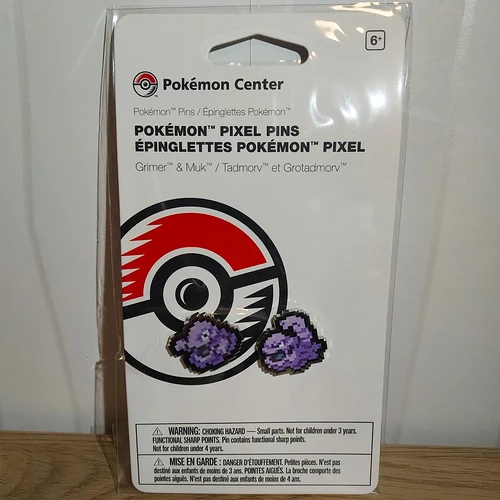 6+
Pokémon Center
Pokémon™ Pins / Épinglettes Pokémon™
POKÉMON™ PIXEL PINS
ÉPINGLETTES POKÉMON™ PIXEL
Grimer™ & Muk™ / Tadmorv™ et Grotadmorv™
⚠ WARNING: CHOKING HAZARD — Small parts. Not for children under 3 years.
FUNCTIONAL SHARP POINTS. Pin contains functional sharp points.
Not for children under 4 years.
⚠ MISE EN GARDE : DANGER D'ÉTOUFFEMENT. Petites pièces. N'est pas
destiné aux enfants de moins de 3 ans. POINTES AIGUËS. La broche comporte des
pointes aiguës. N'est pas destiné aux enfants de moins de 4 ans.